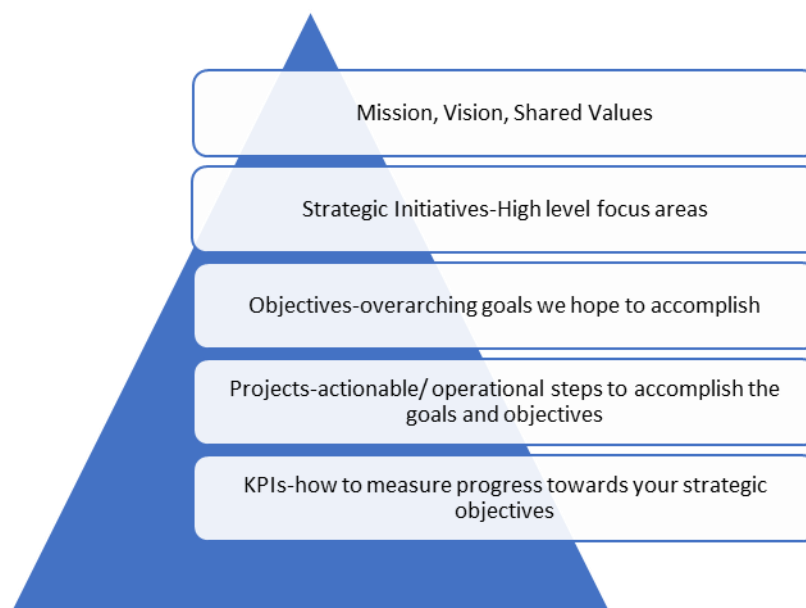 Mission, Vision, Shared Values
Strategic Initiatives-High level focus areas
Objectives-overarching goals we hope to accomplish
Projects-actionable/ operational steps to accomplish the
goals and objectives
KPIs-how to measure progress towards your strategic
objectives